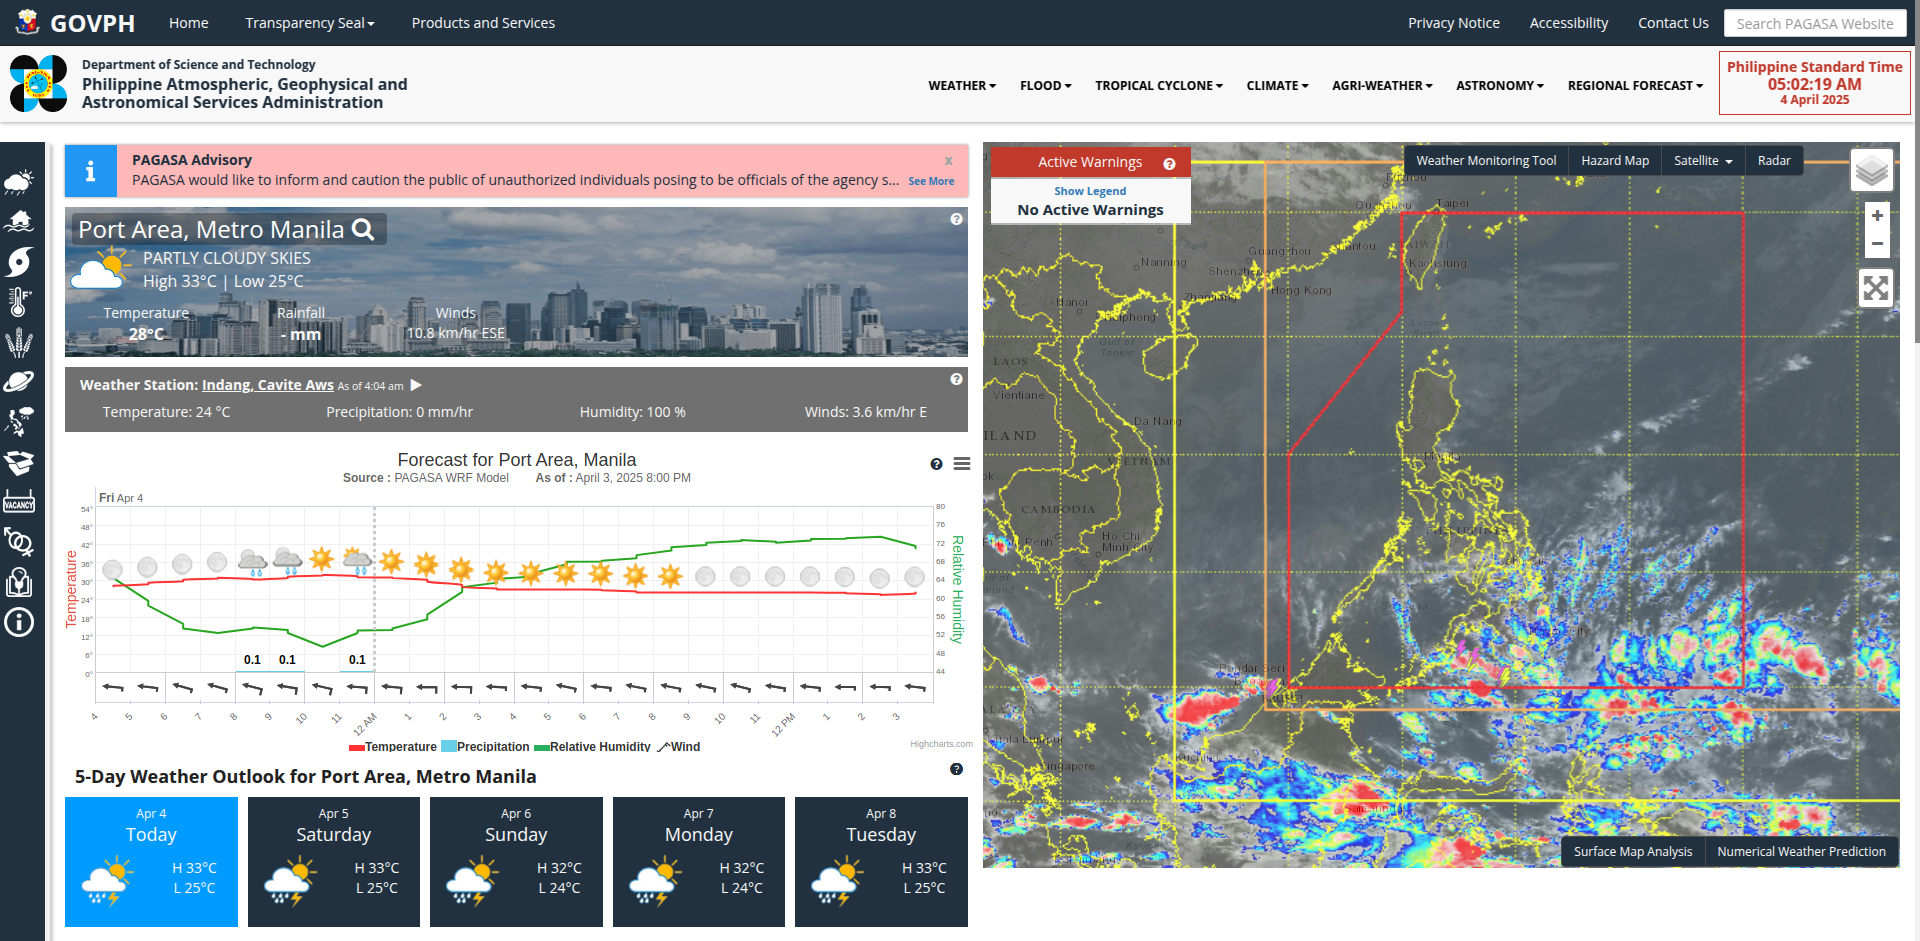 GOVPH
Home
Transparency Seal
Products and Services
Privacy Notice
Accessibility
Contact Us
Search PAGASA Website
Department of Science and Technology
Philippine Atmospheric, Geophysical and
Astronomical Services Administration
WEATHER
FLOOD
TROPICAL CYCLONE
CLIMATE
AGRI-WEATHER
ASTRONOMY
REGIONAL FORECAST
Philippine Standard Time
05:02:19 AM
4 April 2025
PAGASA Advisory
x
PAGASA would like to inform and caution the public of unauthorized individuals posing to be officials of the agency s... See More
Port Area, Metro Manila
PARTLY CLOUDY SKIES
High 33°C | Low 25°C
Temperature
28°C
Rainfall
- mm
Winds
10.8 km/hr ESE
Weather Station: Indang, Cavite Aws As of 4:04 am
Temperature: 24 °C
Precipitation: 0 mm/hr
Humidity: 100 %
Winds: 3.6 km/hr E
VACANCY
Forecast for Port Area, Manila
Source : PAGASA WRF Model As of : April 3, 2025 8:00 PM
Fri Apr 4
Temperature
54°
48°
42°
36°
30°
24°
18°
12°
6°
0°
Relative Humidity
80
76
72
68
64
60
56
52
48
44
0.1
0.1
0.1
4 5 6 7 8 9 10 11 12 AM 1 2 3 4 5 6 7 8 9 10 11 12 PM 1 2 3
Temperature Precipitation Relative Humidity Wind
Highcharts.com
5-Day Weather Outlook for Port Area, Metro Manila
Apr 4
Today
H 33°C
L 25°C
Apr 5
Saturday
H 33°C
L 25°C
Apr 6
Sunday
H 32°C
L 24°C
Apr 7
Monday
H 32°C
L 24°C
Apr 8
Tuesday
H 33°C
L 25°C
Active Warnings
Show Legend
No Active Warnings
Weather Monitoring Tool
Hazard Map
Satellite
Radar
+
−
Taipei
Guangzhou
Nanning
Shenzhen
Kaohsiung
Hong Kong
Hanoi
Luzon
Gulf of
Tonkin
LAOS
Vientiane
Da Nang
ILAND
VIETNAM
Manila
CAMBODIA
Ho Chi
Minh City
Bandar Seri
Kuching
Samarinda
Surface Map Analysis
Numerical Weather Prediction